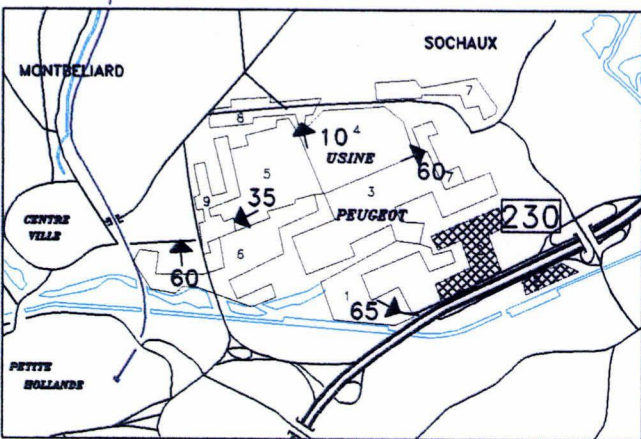 SOCHAUX
MONTBELIARD
7
8
10
4
USINE
5
60
7
3
9
35
PEUGEOT
230
CENTRE
VILLE
6
60
1
65
PETITE
HOLLANDE